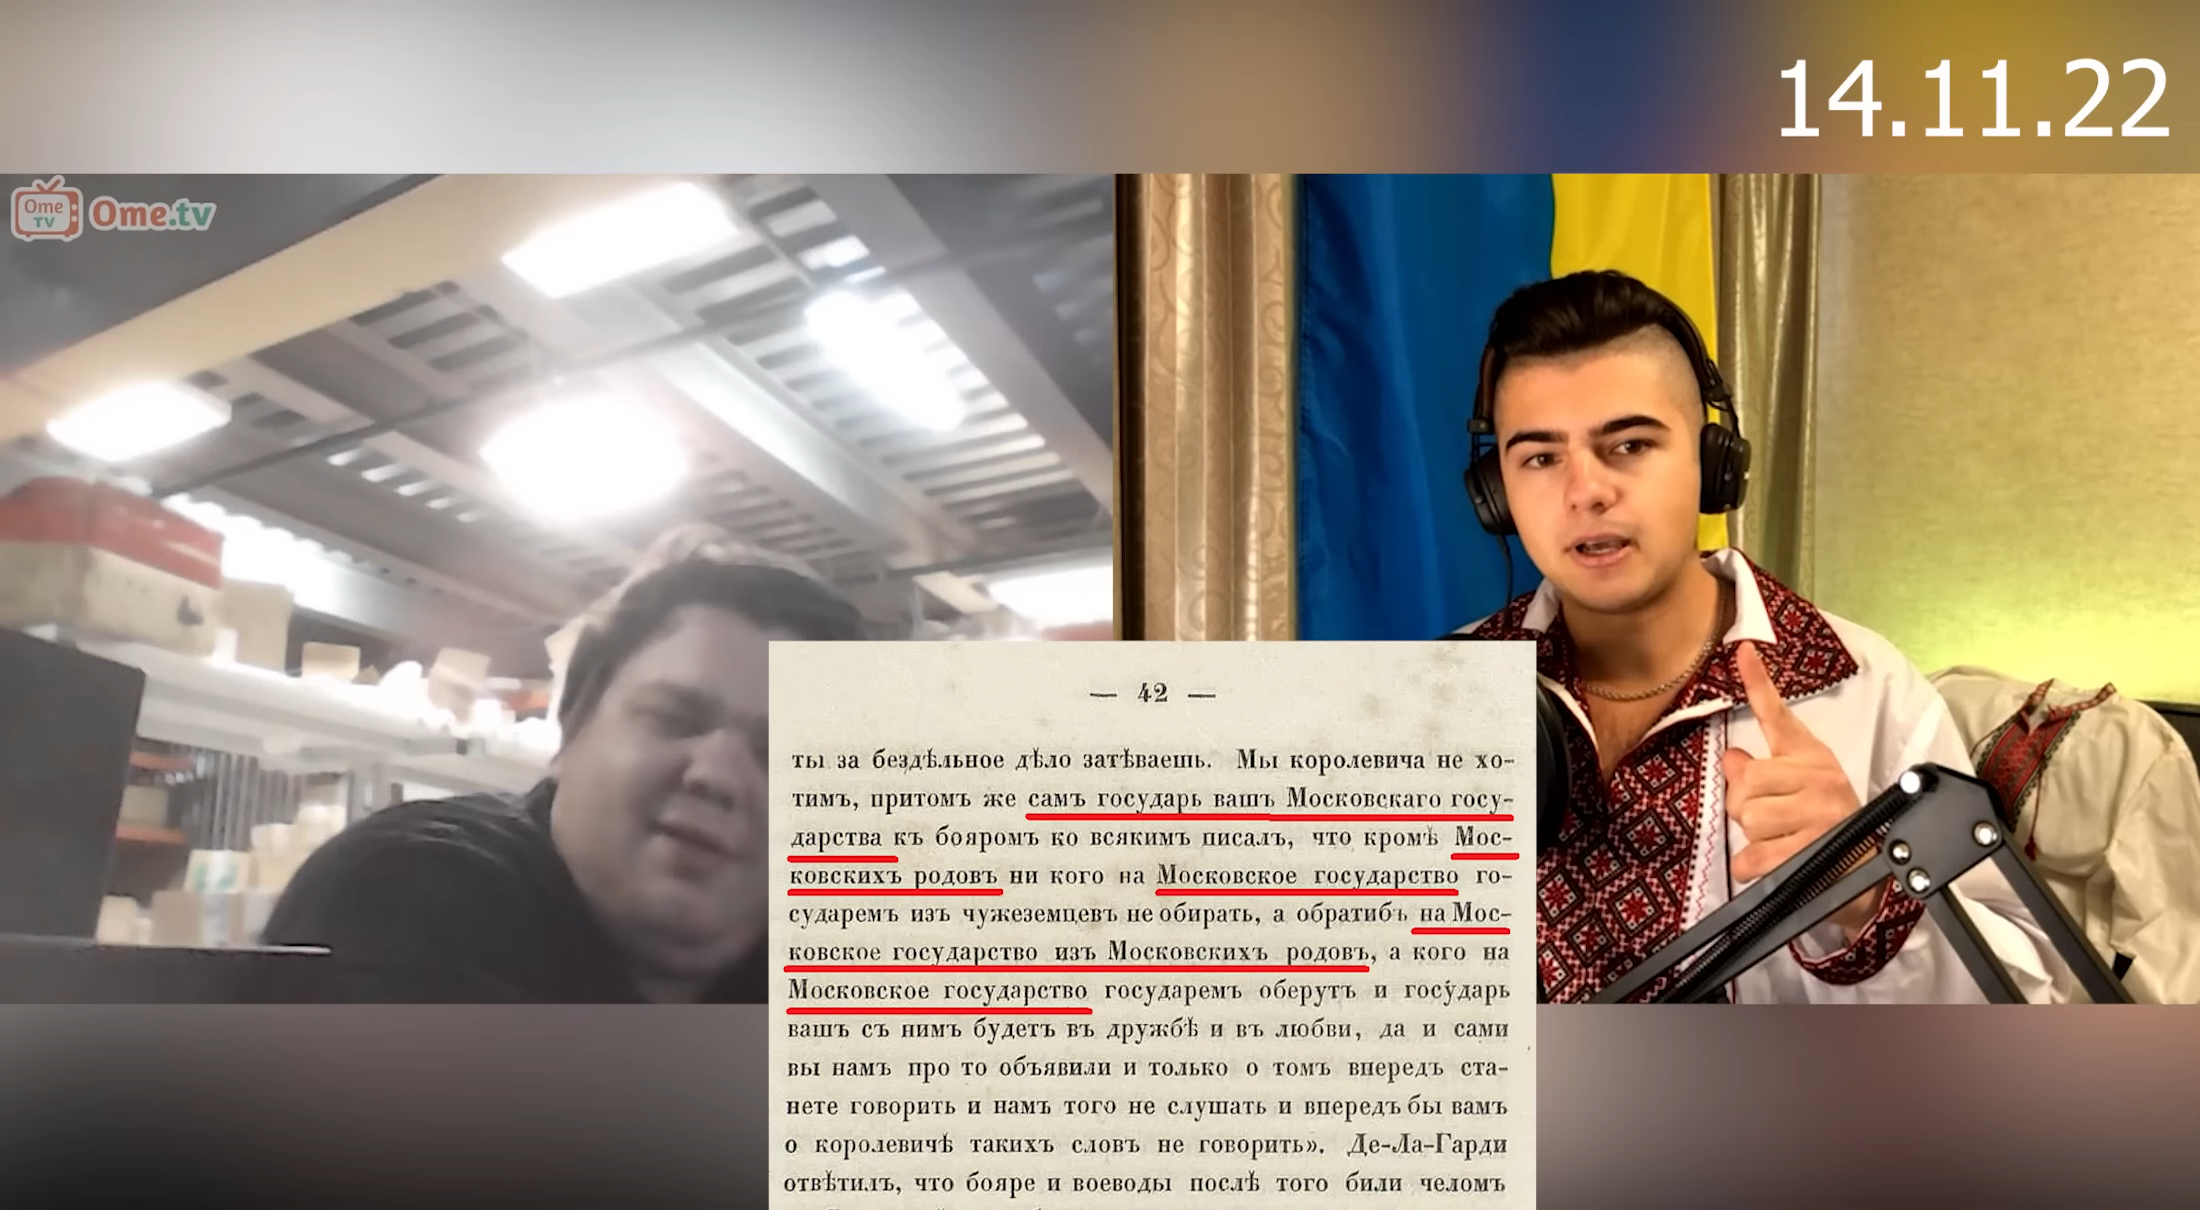 14.11.22
Ome TV
Ome.tv
— 42 —
ты за бездѣльное дѣло затѣваешь. Мы королевича не хо-
тимъ, притомъ же самъ государь вашъ Московскаго госу-
дарства къ бояромъ ко всякимъ писалъ, что кромѣ Мос-
ковскихъ родовъ ни кого на Московское государство го-
сударемъ изъ чужеземцевъ не обирать, а обратибъ на Мос-
ковское государство изъ Московскихъ родовъ, а кого на
Московское государство государемъ оберутъ и государь
вашъ съ нимъ будетъ въ дружбѣ и въ любви, да и сами
вы намъ про то объявили и только о томъ впередъ ста-
нете говорить и намъ того не слушать и впередъ бы вамъ
о королевичѣ такихъ словъ не говорить». Де-Ла-Гарди
отвѣтилъ, что бояре и воеводы послѣ того били челомъ